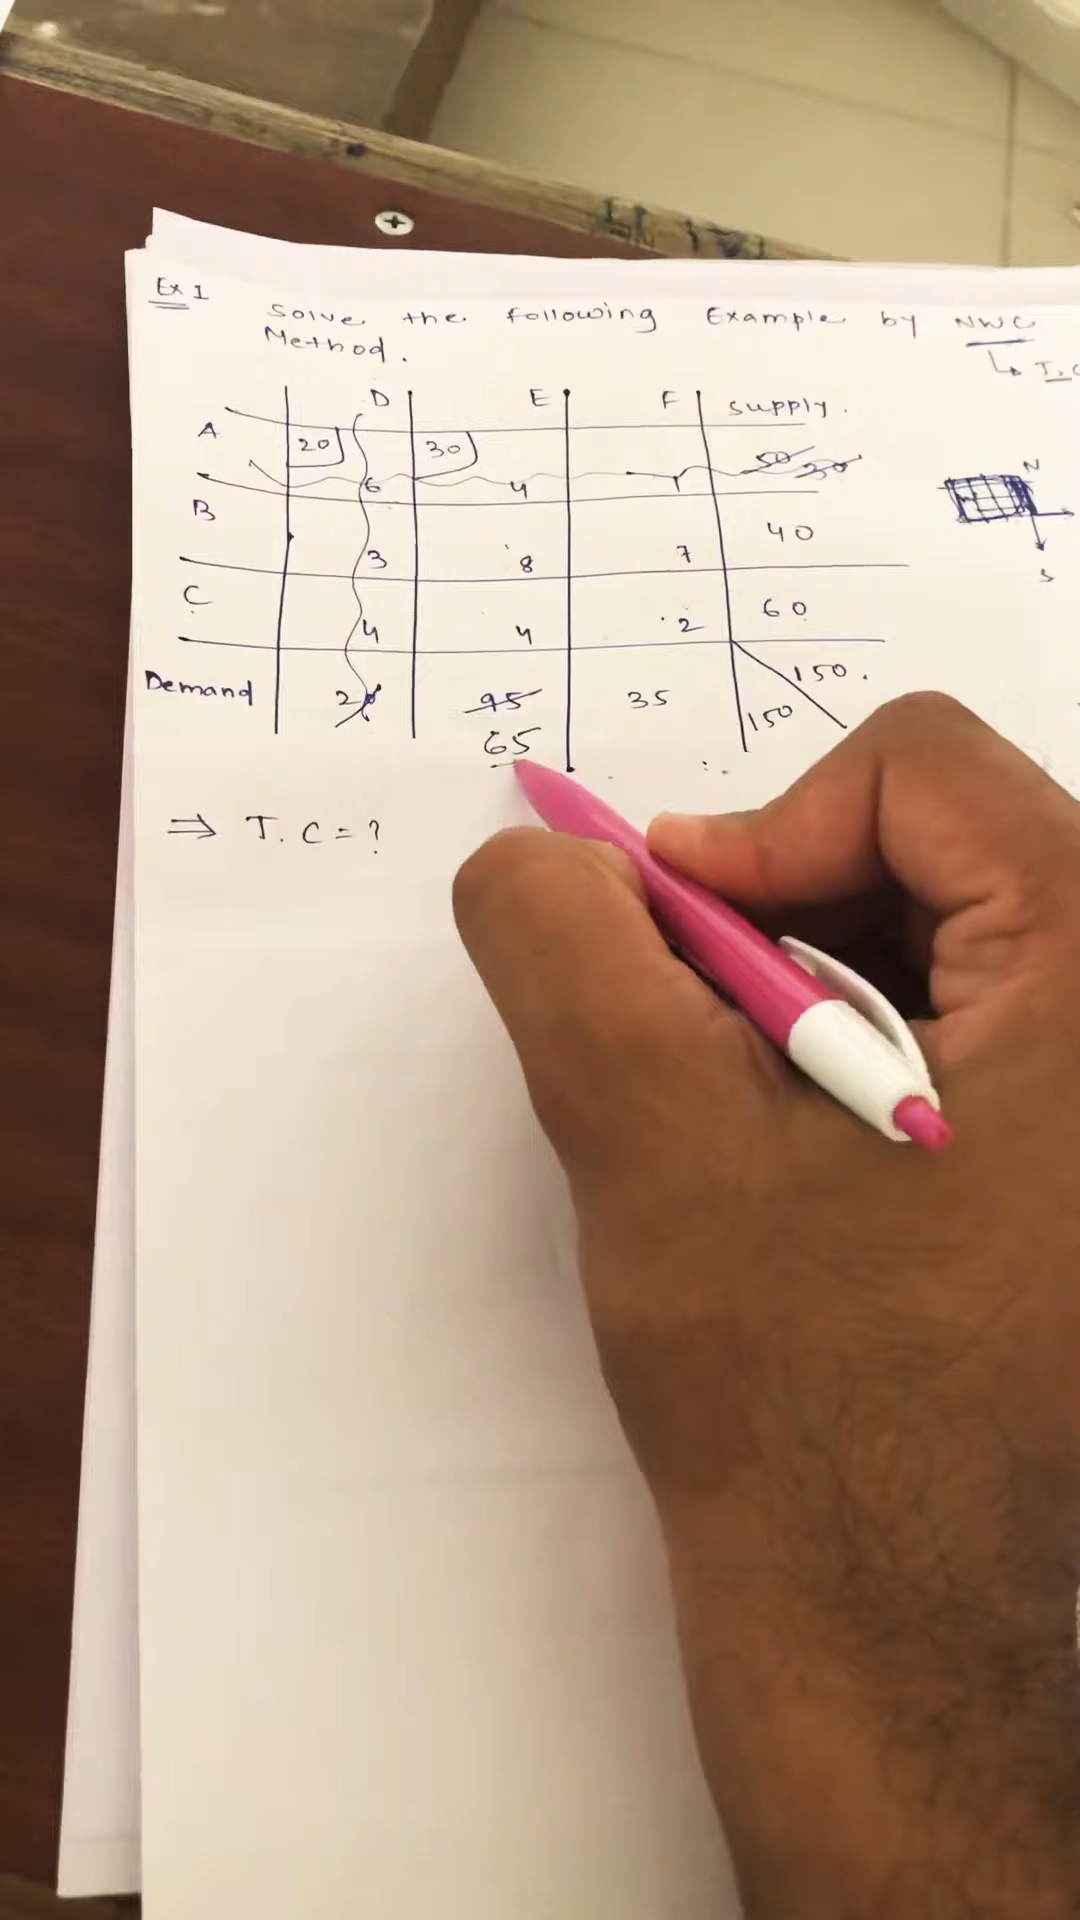 Ex 1
Solve the following Example by NWC
Method.
↳ T.C
D E F Supply.
A 20 30 50 30
6 4 1
B 40
3 8 7
C 60
4 4 2
N
S
Demand 20 95 35 150.
65 150
⇒ T.C = ?